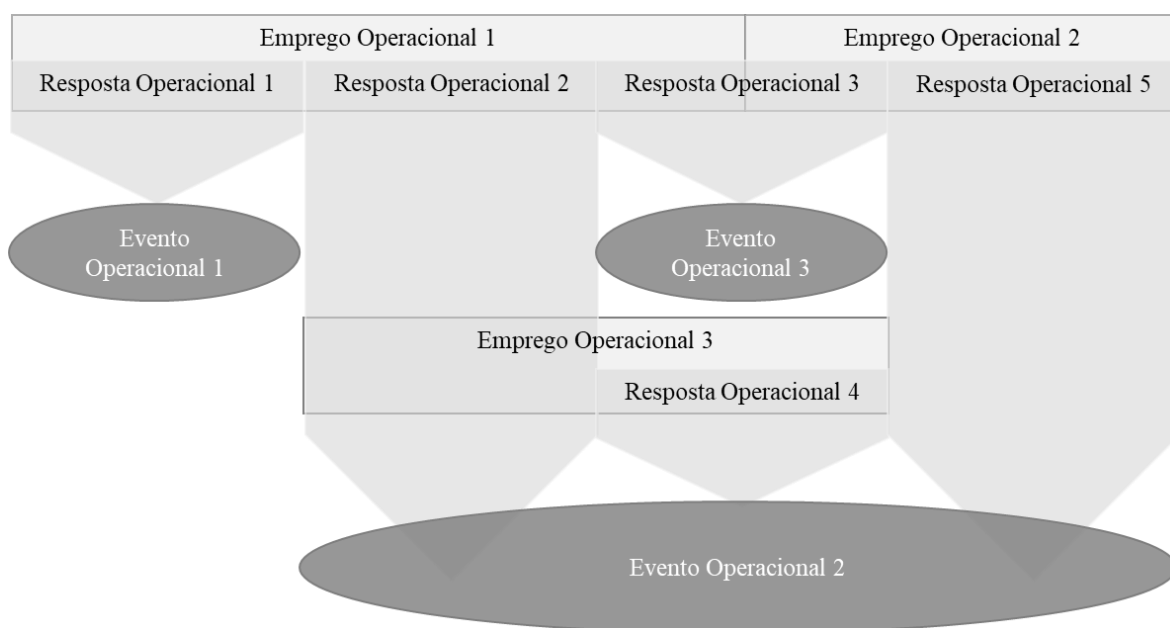 Emprego Operacional 1
Emprego Operacional 2
Resposta Operacional 1
Resposta Operacional 2
Resposta Operacional 3
Resposta Operacional 5
Evento
Operacional 1
Evento
Operacional 3
Emprego Operacional 3
Resposta Operacional 4
Evento Operacional 2